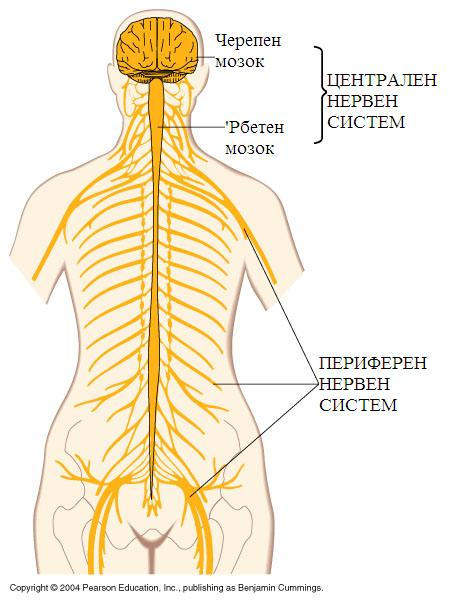 Черепен
мозок
ЦЕНТРАЛЕН
НЕРВЕН
СИСТЕМ
'Рбетен
мозок
ПЕРИФЕРЕН
НЕРВЕН
СИСТЕМ
Copyright © 2004 Pearson Education, Inc., publishing as Benjamin Cummings.